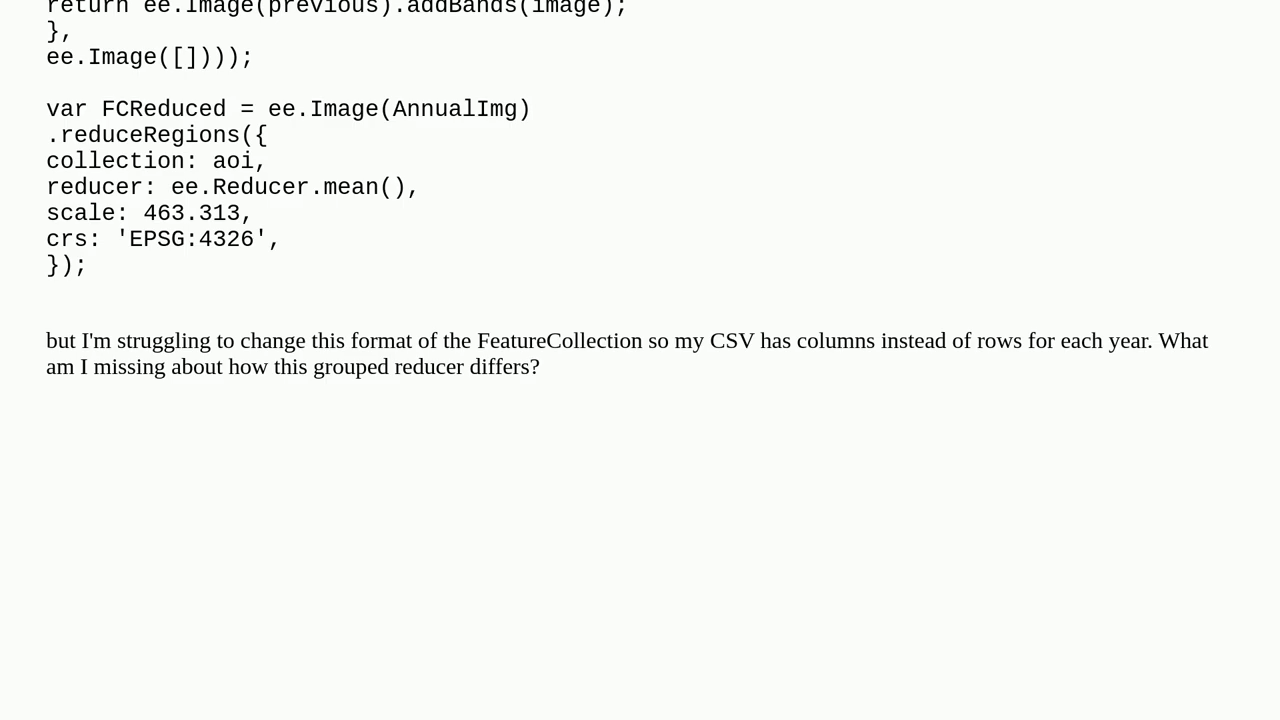 return ee.Image(previous).addBands(image);
},
ee.Image([])));
var FCReduced = ee.Image(AnnualImg)
.reduceRegions({
collection: aoi,
reducer: ee.Reducer.mean(),
scale: 463.313,
crs: 'EPSG:4326',
});
but I'm struggling to change this format of the FeatureCollection so my CSV has columns instead of rows for each year. What
am I missing about how this grouped reducer differs?